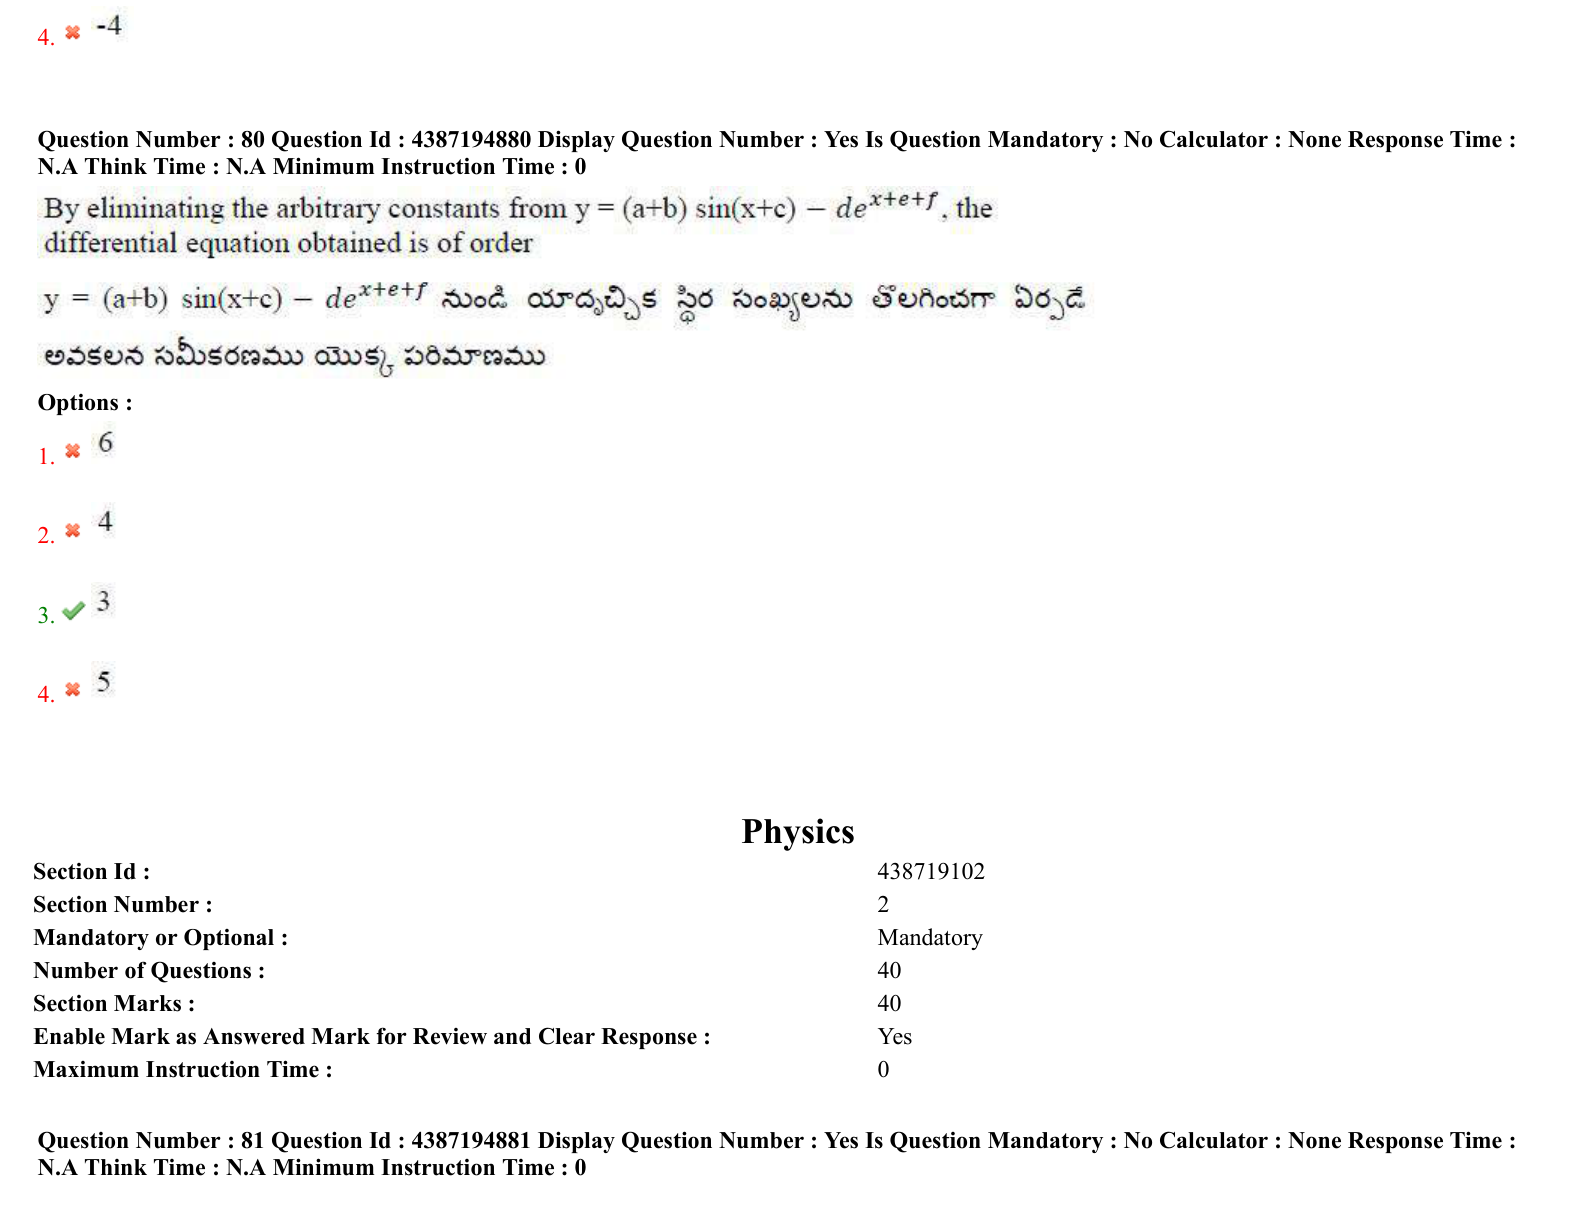 4. -4
Question Number : 80 Question Id : 4387194880 Display Question Number : Yes Is Question Mandatory : No Calculator : None Response Time :
N.A Think Time : N.A Minimum Instruction Time : 0
By eliminating the arbitrary constants from y = (a+b) sin(x+c) − de^{x+e+f}, the
differential equation obtained is of order
y = (a+b) sin(x+c) − de^{x+e+f} నుండి యాదృచ్ఛిక స్థిర సంఖ్యలను తొలగించగా ఏర్పడే
అవకలన సమీకరణము యొక్క పరిమాణము
Options :
1. 6
2. 4
3. 3
4. 5
Physics
Section Id : 438719102
Section Number : 2
Mandatory or Optional : Mandatory
Number of Questions : 40
Section Marks : 40
Enable Mark as Answered Mark for Review and Clear Response : Yes
Maximum Instruction Time : 0
Question Number : 81 Question Id : 4387194881 Display Question Number : Yes Is Question Mandatory : No Calculator : None Response Time :
N.A Think Time : N.A Minimum Instruction Time : 0